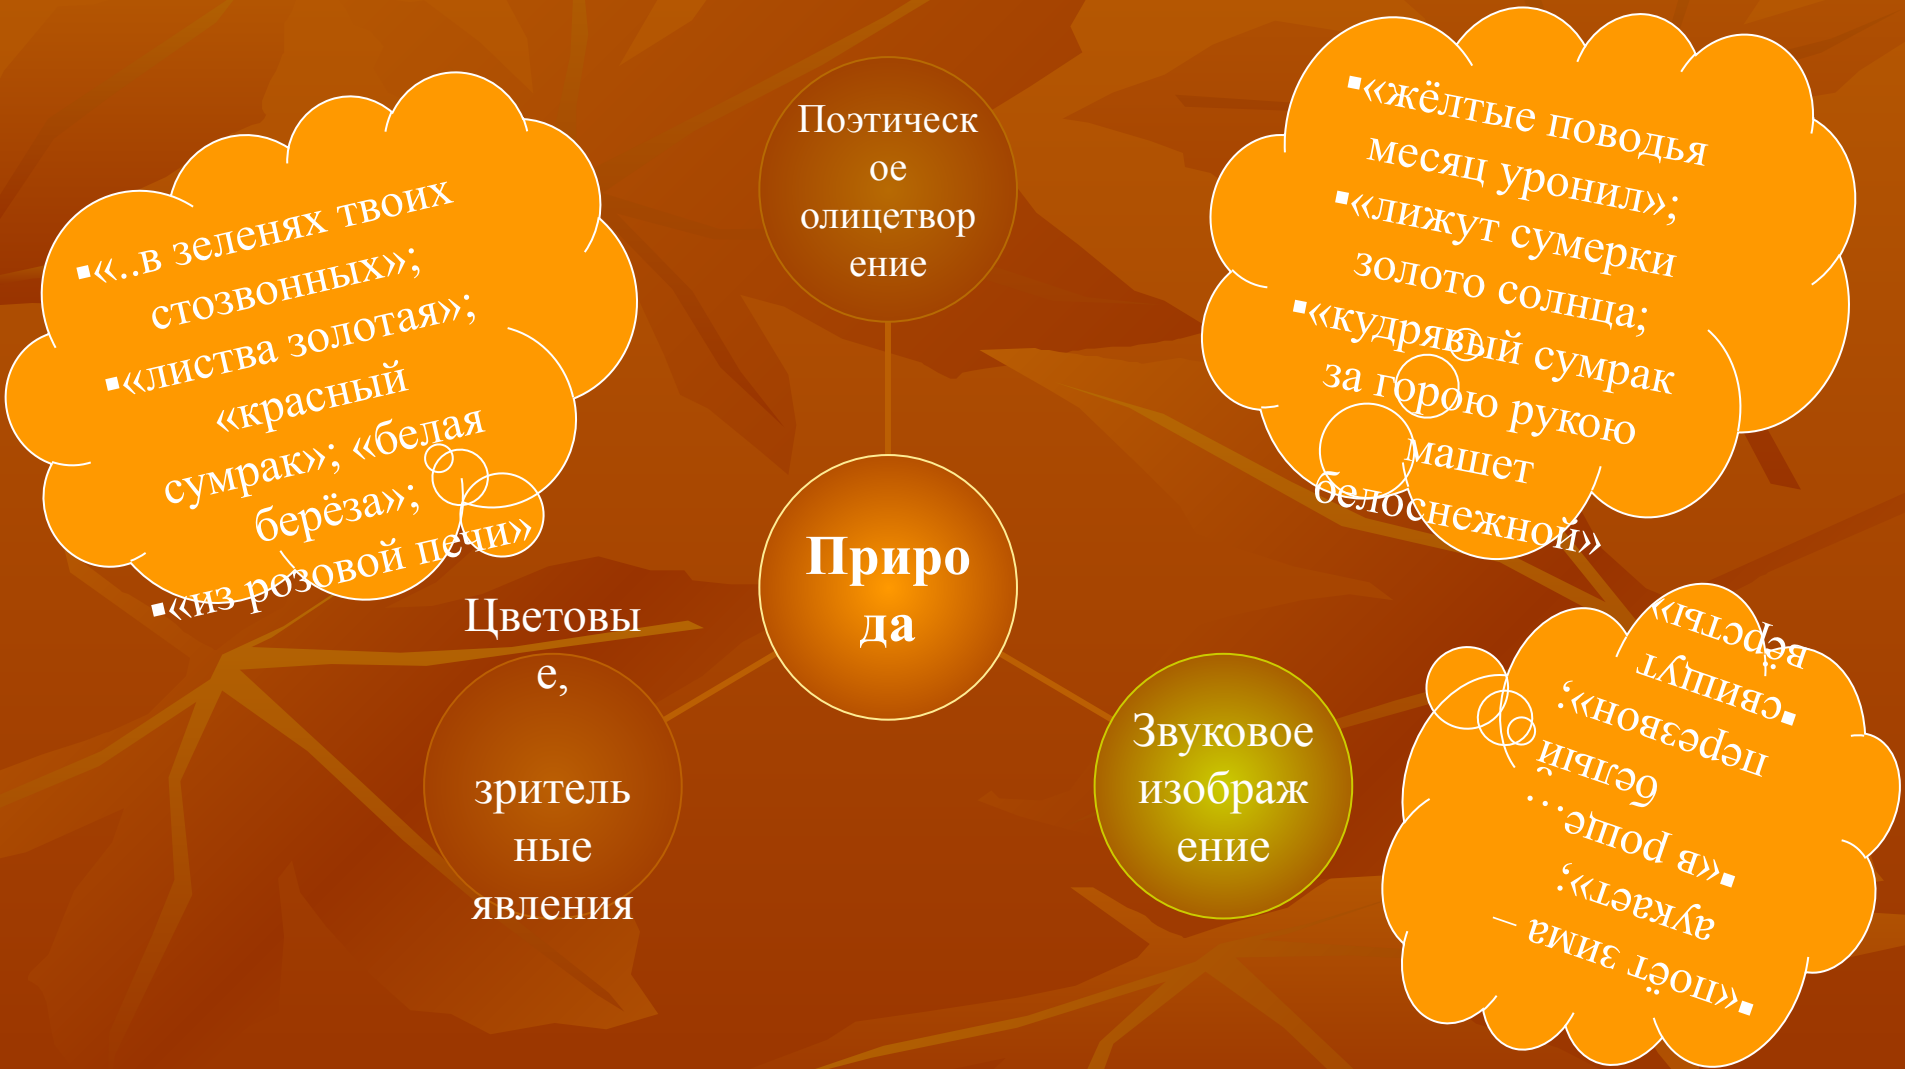 Поэтическ
ое
олицетвор
ение
▪«..в зеленях твоих
стозвонных»;
▪«листва золотая»;
«красный
сумрак»; «белая
берёза»;
▪«из розовой печи»
▪«жёлтые поводья
месяц уронил»;
▪«лижут сумерки
золото солнца;
▪«кудрявый сумрак
за горою рукою
машет
белоснежной»
Приро
да
Цветовы
е,
зритель
ные
явления
Звуковое
изображ
ение
▪«поёт зима –
аукает»;
▪«в роще…
белый
перезвон»;
▪свищут
вёрсты»